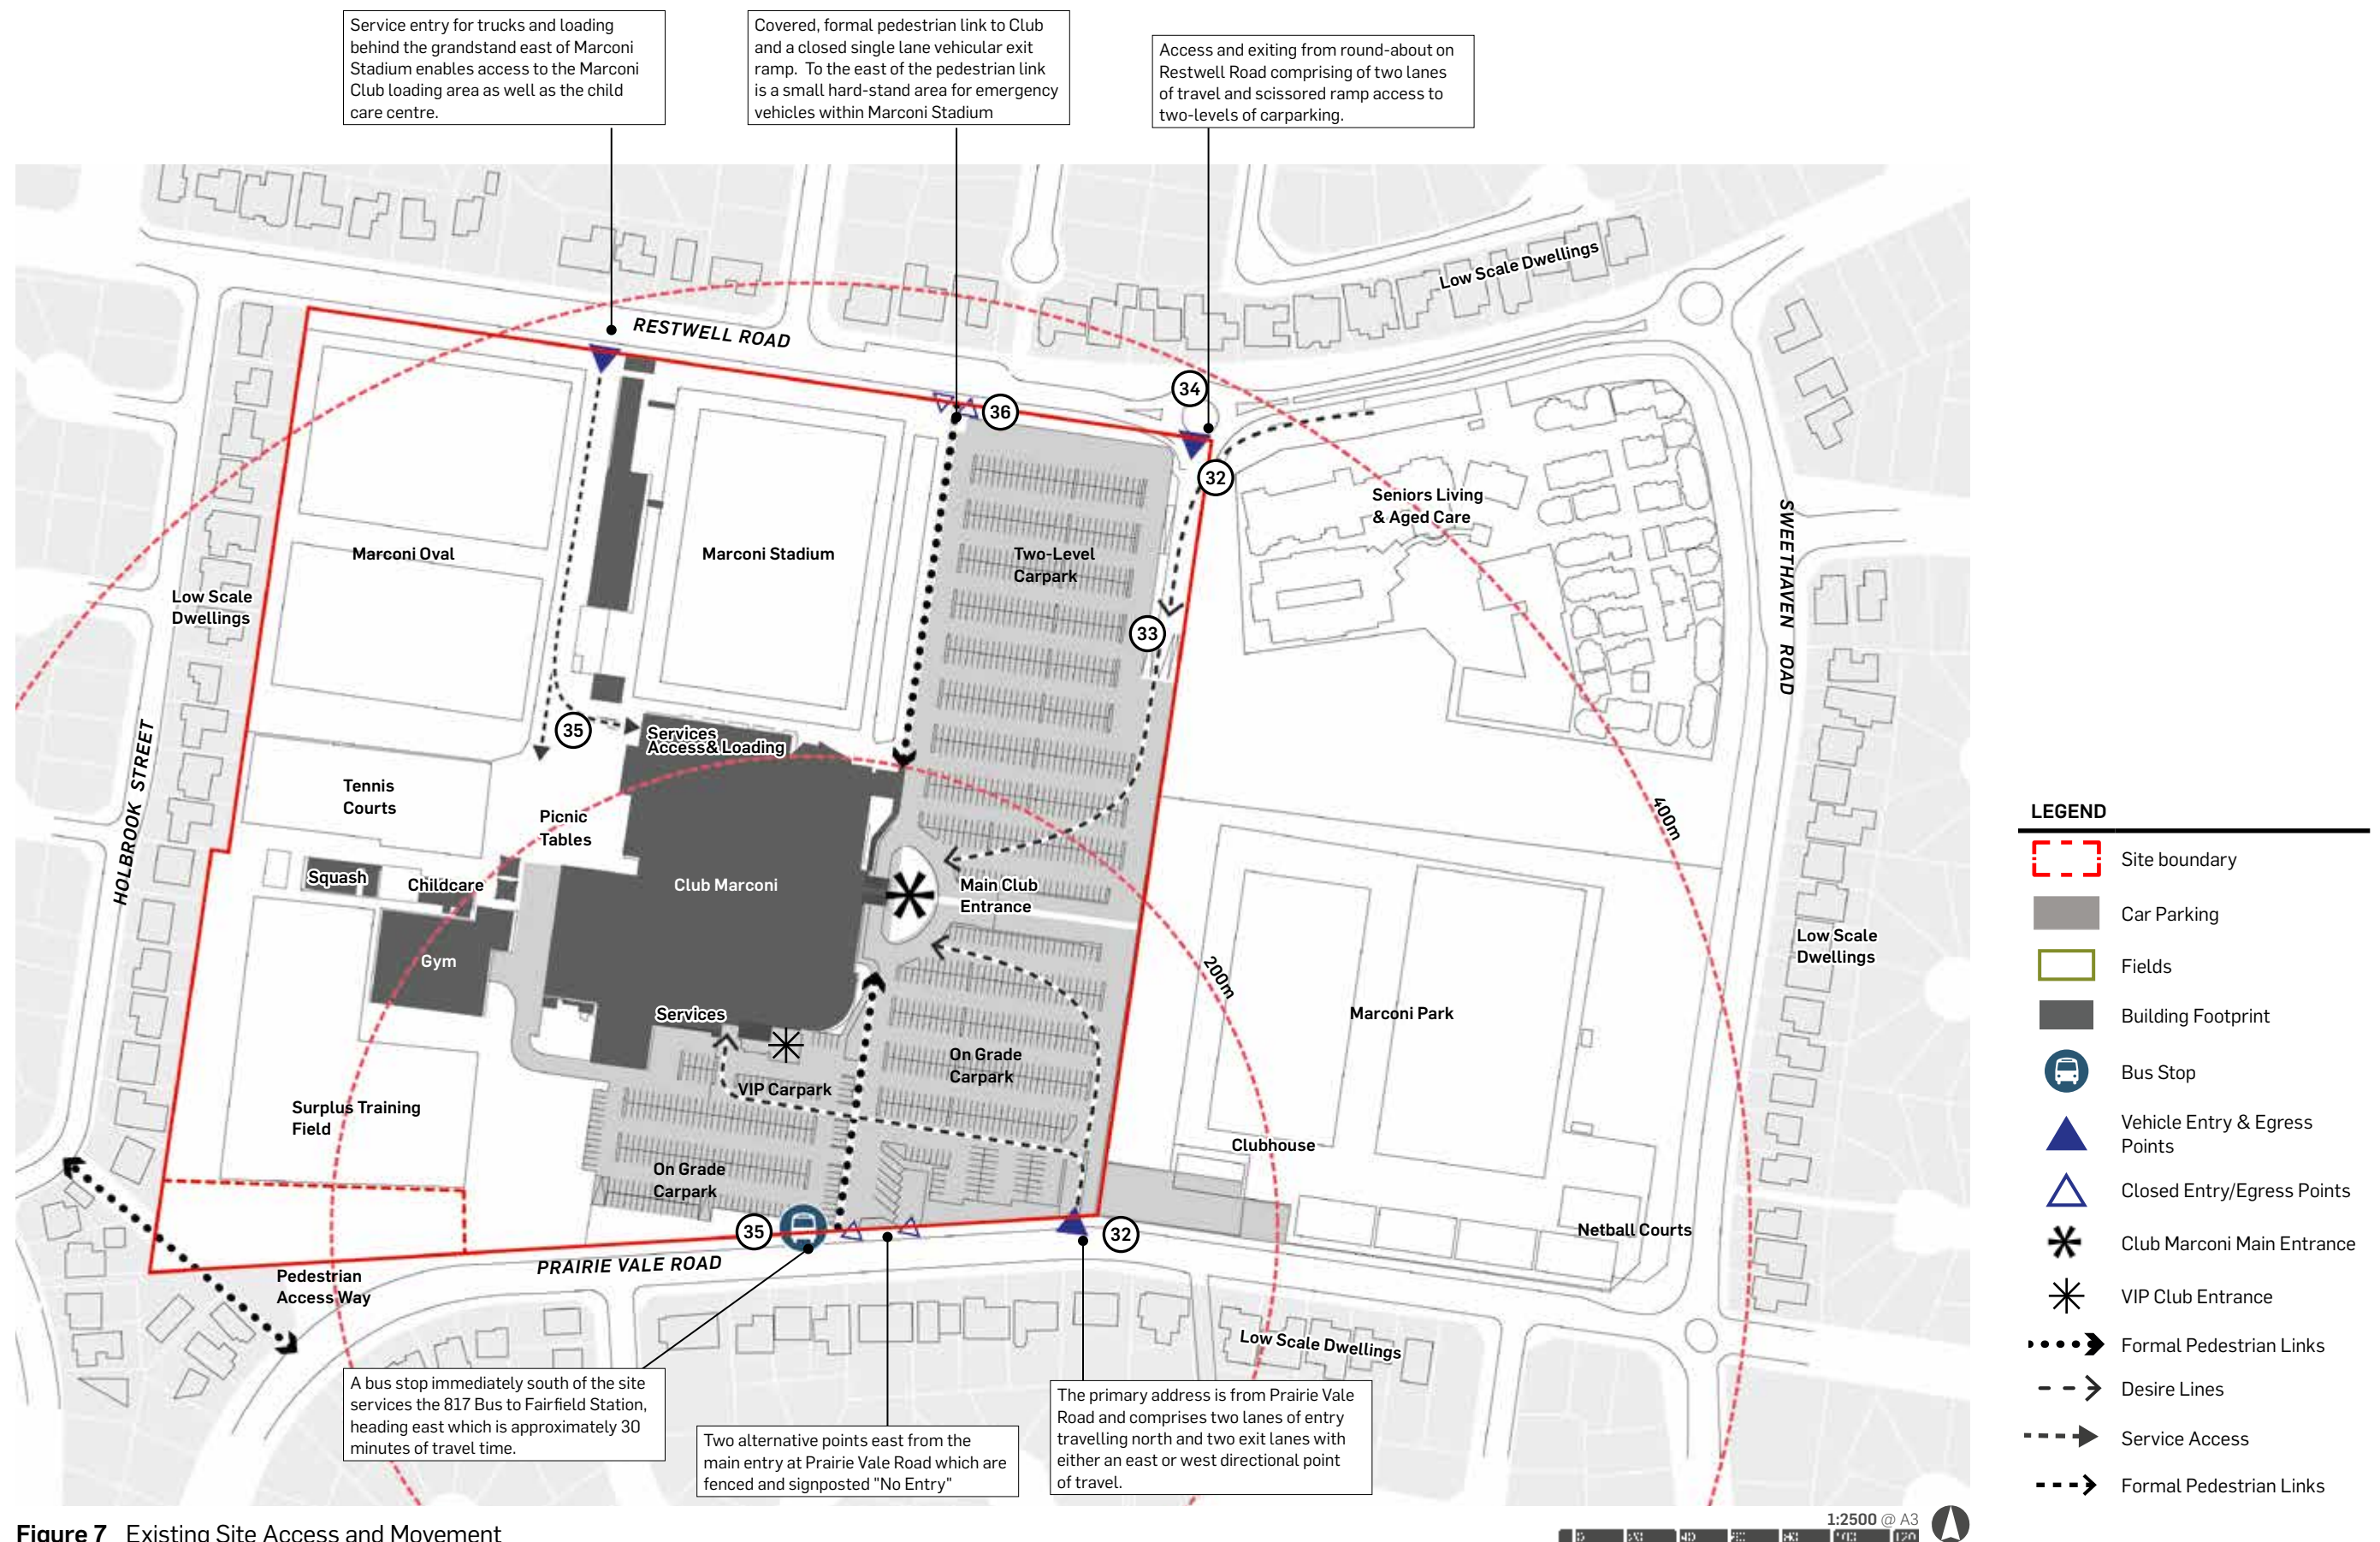 Service entry for trucks and loading
behind the grandstand east of Marconi
Stadium enables access to the Marconi
Club loading area as well as the child
care centre.
Covered, formal pedestrian link to Club
and a closed single lane vehicular exit
ramp. To the east of the pedestrian link
is a small hard-stand area for emergency
vehicles within Marconi Stadium
Access and exiting from round-about on
Restwell Road comprising of two lanes
of travel and scissored ramp access to
two-levels of carparking.
Low Scale Dwellings
RESTWELL ROAD
34
36
32
Seniors Living
& Aged Care
SWEETHAVEN ROAD
Marconi Oval
Marconi Stadium
Two-Level
Carpark
Low Scale
Dwellings
33
35
Services
Access& Loading
HOLBROOK STREET
Tennis
Courts
Picnic
Tables
400m
Squash
Childcare
Club Marconi
Main Club
Entrance
Gym
200m
Low Scale
Dwellings
Services
Marconi Park
On Grade
Carpark
VIP Carpark
Surplus Training
Field
Clubhouse
On Grade
Carpark
35
32
Netball Courts
PRAIRIE VALE ROAD
Pedestrian
Access Way
Low Scale Dwellings
A bus stop immediately south of the site
services the 817 Bus to Fairfield Station,
heading east which is approximately 30
minutes of travel time.
Two alternative points east from the
main entry at Prairie Vale Road which are
fenced and signposted "No Entry"
The primary address is from Prairie Vale
Road and comprises two lanes of entry
travelling north and two exit lanes with
either an east or west directional point
of travel.
LEGEND
Site boundary
Car Parking
Fields
Building Footprint
Bus Stop
Vehicle Entry & Egress
Points
Closed Entry/Egress Points
Club Marconi Main Entrance
VIP Club Entrance
Formal Pedestrian Links
Desire Lines
Service Access
Formal Pedestrian Links
1:2500 @ A3
Figure 7 Existing Site Access and Movement